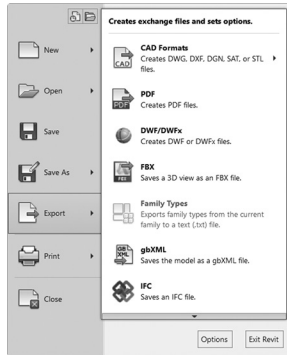 Creates exchange files and sets options.
New
Open
Save
Save As
Export
Print
Close
CAD
CAD Formats
Creates DWG, DXF, DGN, SAT, or STL
files.
PDF
PDF
Creates PDF files.
DWF/DWFx
Creates DWF or DWFx files.
FBX
FBX
Saves a 3D view as an FBX file.
Family Types
Exports family types from the current
family to a text (.txt) file.
GB
XML
gbXML
Saves the model as a gbXML file.
IFC
Saves an IFC file.
Options
Exit Revit